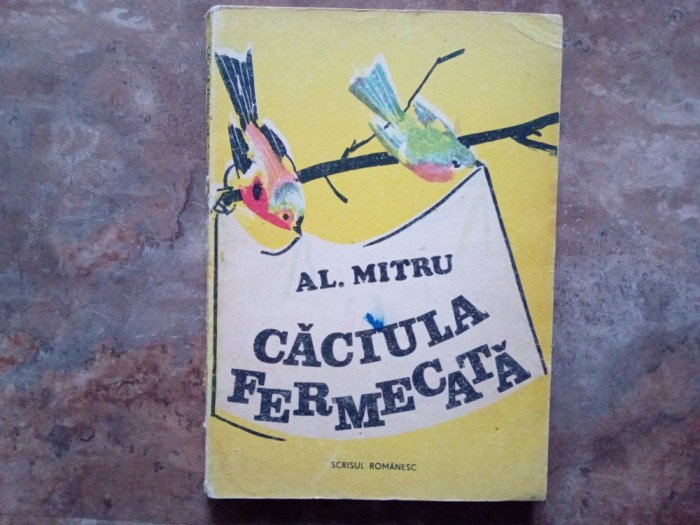 AL. MITRU
CĂCIULA
FERMECATĂ
SCRISUL ROMÂNESC